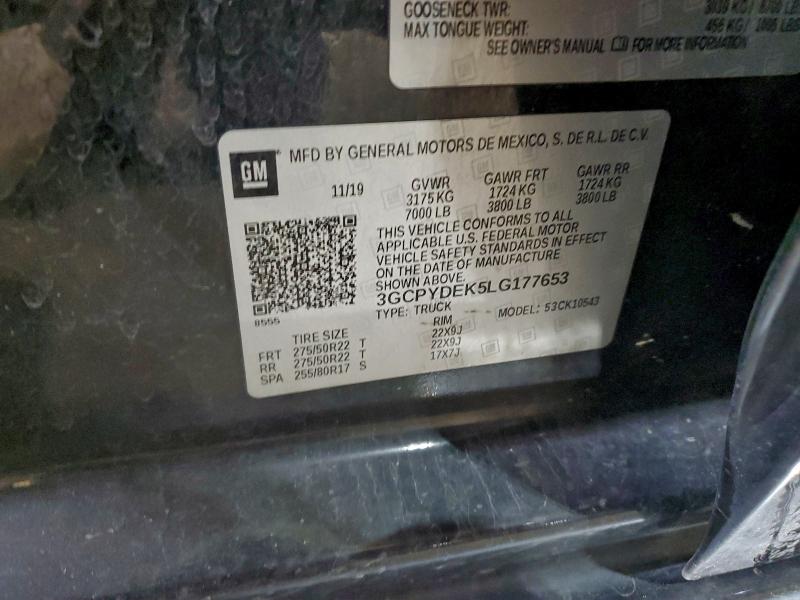 GOOSENECK TWR:
MAX TONGUE WEIGHT: 456 KG /
SEE OWNER'S MANUAL FOR MORE INFORMATION
GM MFD BY GENERAL MOTORS DE MEXICO, S. DE R.L. DE C.V.
11/19 GVWR GAWR FRT GAWR RR
3175 KG 1724 KG 1724 KG
7000 LB 3800 LB 3800 LB
THIS VEHICLE CONFORMS TO ALL
APPLICABLE U.S. FEDERAL MOTOR
VEHICLE SAFETY STANDARDS IN EFFECT
ON THE DATE OF MANUFACTURE
SHOWN ABOVE.
3GCPYDEK5LG177653
TYPE: TRUCK MODEL: 53CK10543
8555
TIRE SIZE RIM
FRT 275/50R22 T 22X9J
RR 275/50R22 T 22X9J
SPA 255/80R17 S 17X7J